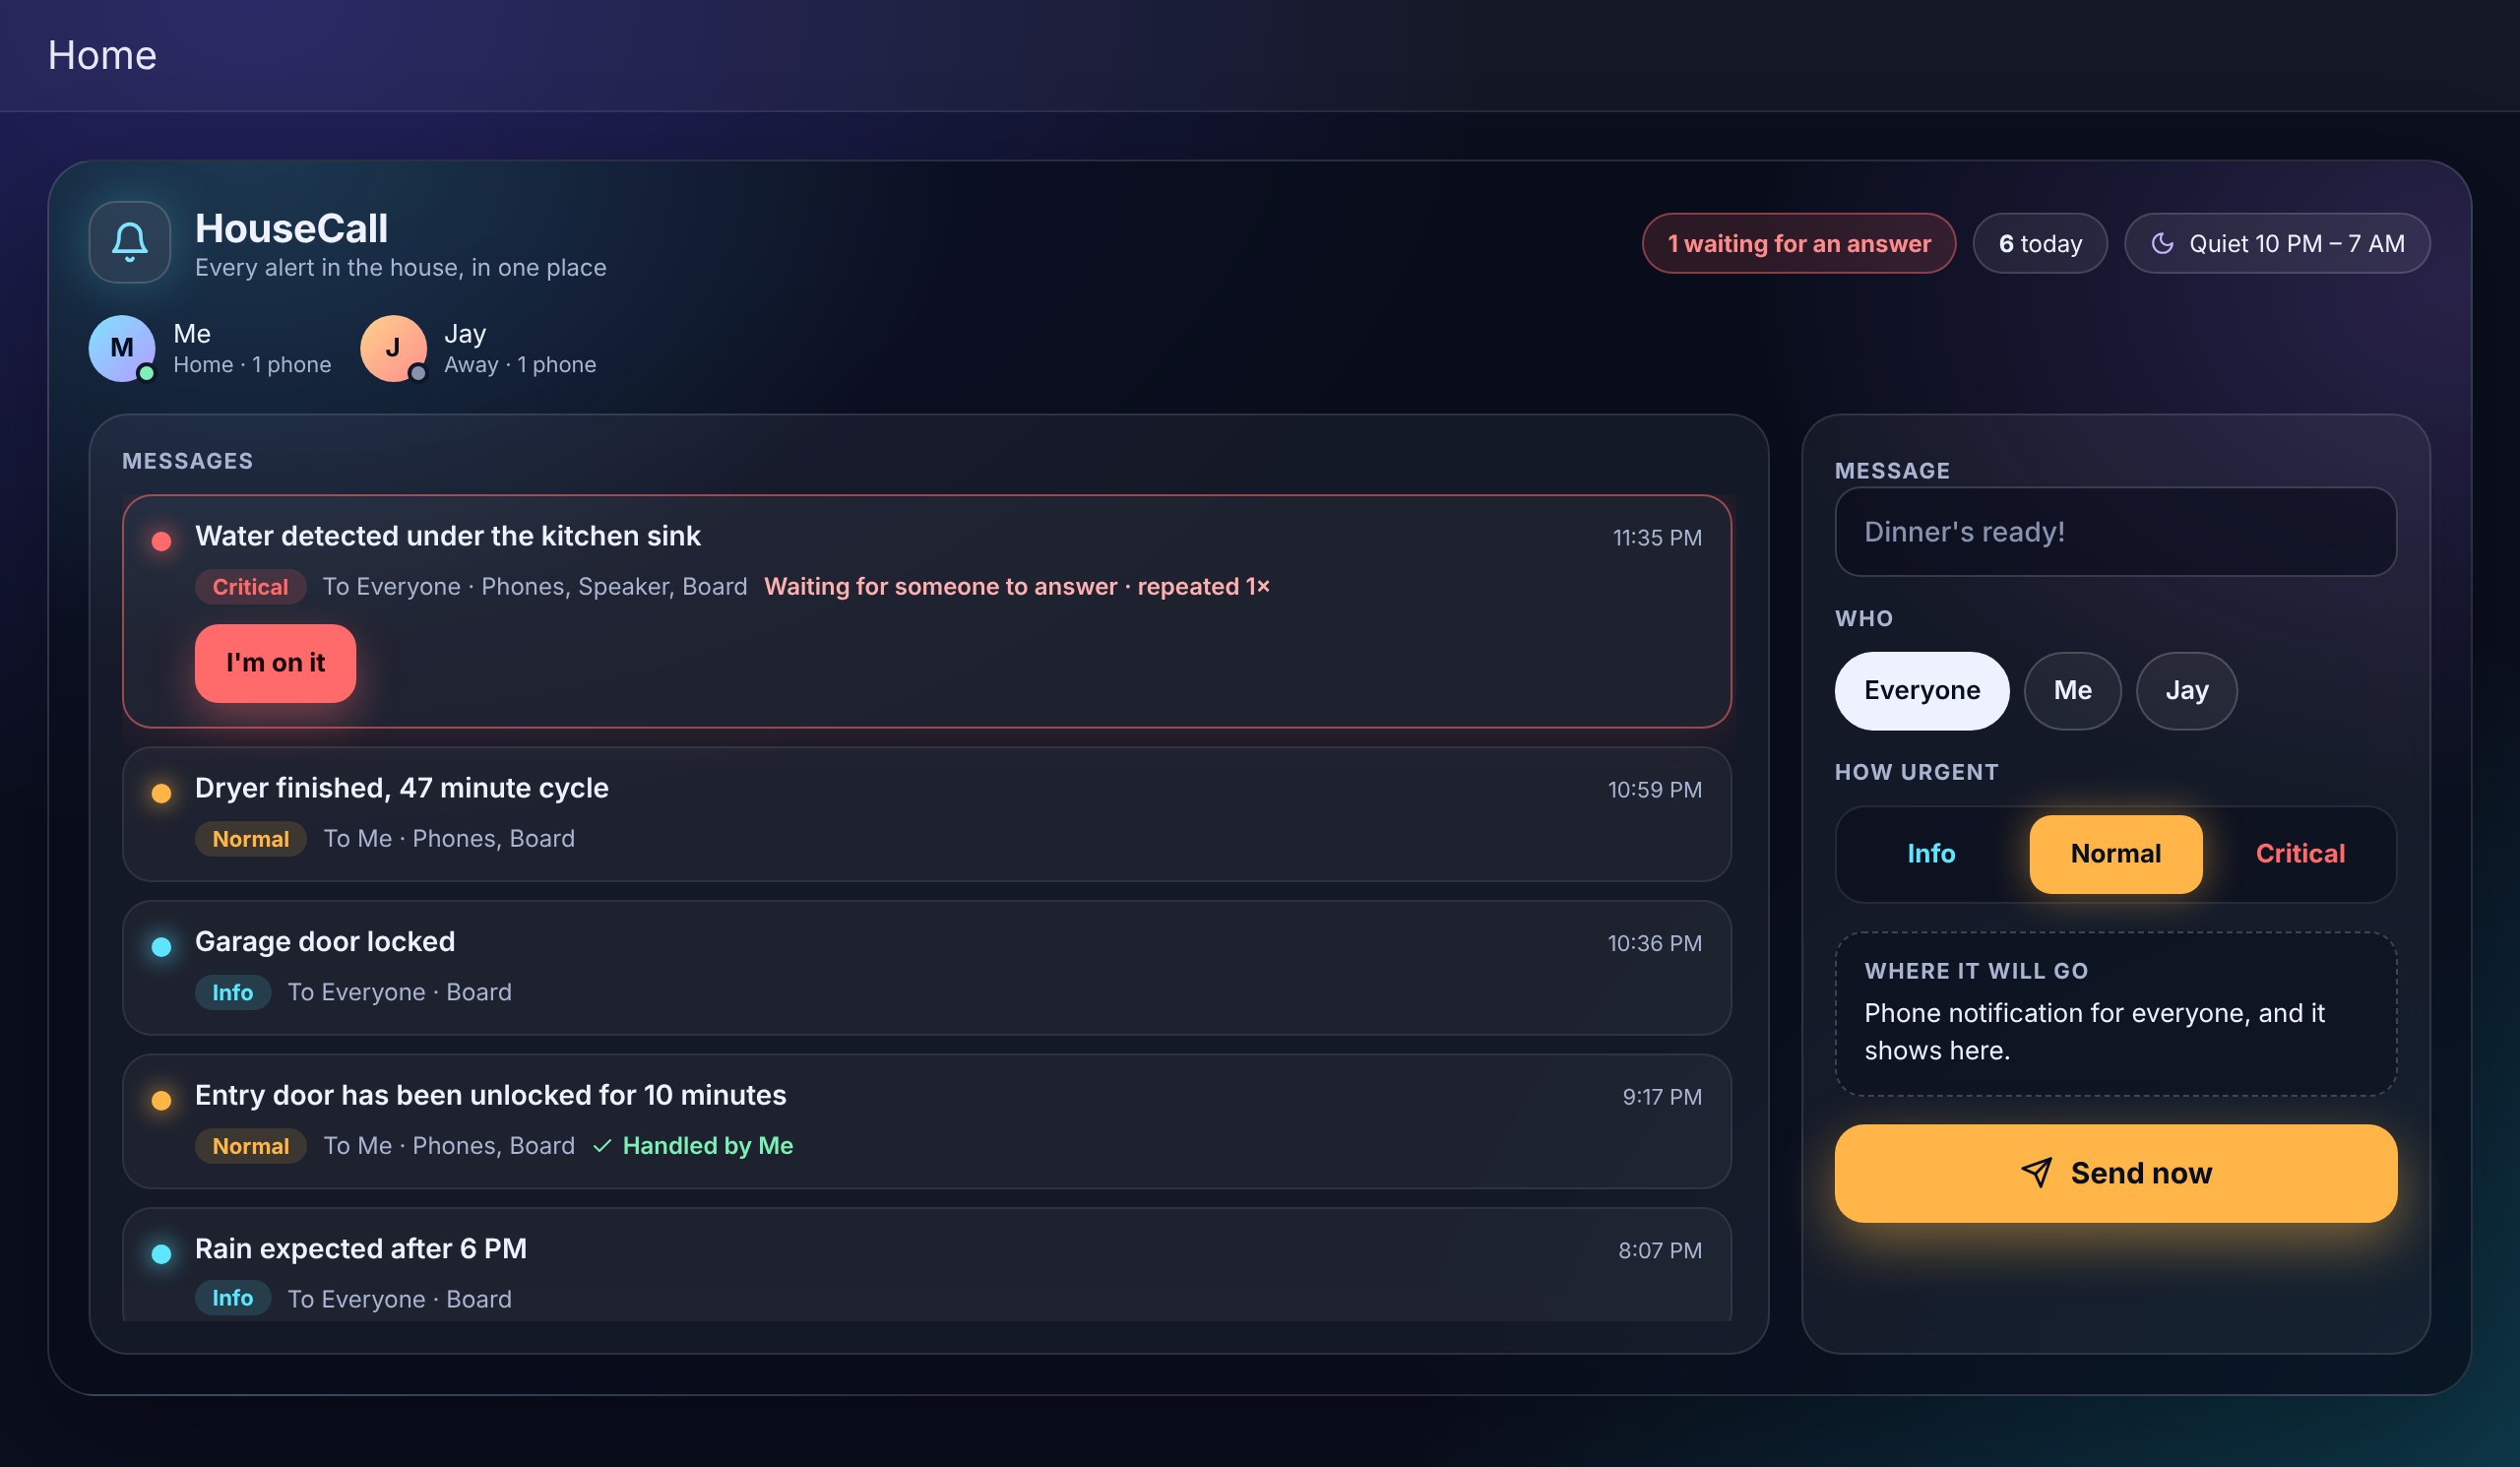 Home
HouseCall
Every alert in the house, in one place
1 waiting for an answer
6 today
Quiet 10 PM – 7 AM
M
Me
Home · 1 phone
J
Jay
Away · 1 phone
MESSAGES
Water detected under the kitchen sink
11:35 PM
Critical To Everyone · Phones, Speaker, Board Waiting for someone to answer · repeated 1×
I'm on it
Dryer finished, 47 minute cycle
10:59 PM
Normal To Me · Phones, Board
Garage door locked
10:36 PM
Info To Everyone · Board
Entry door has been unlocked for 10 minutes
9:17 PM
Normal To Me · Phones, Board ✓ Handled by Me
Rain expected after 6 PM
8:07 PM
Info To Everyone · Board
MESSAGE
Dinner's ready!
WHO
Everyone Me Jay
HOW URGENT
Info Normal Critical
WHERE IT WILL GO
Phone notification for everyone, and it
shows here.
Send now